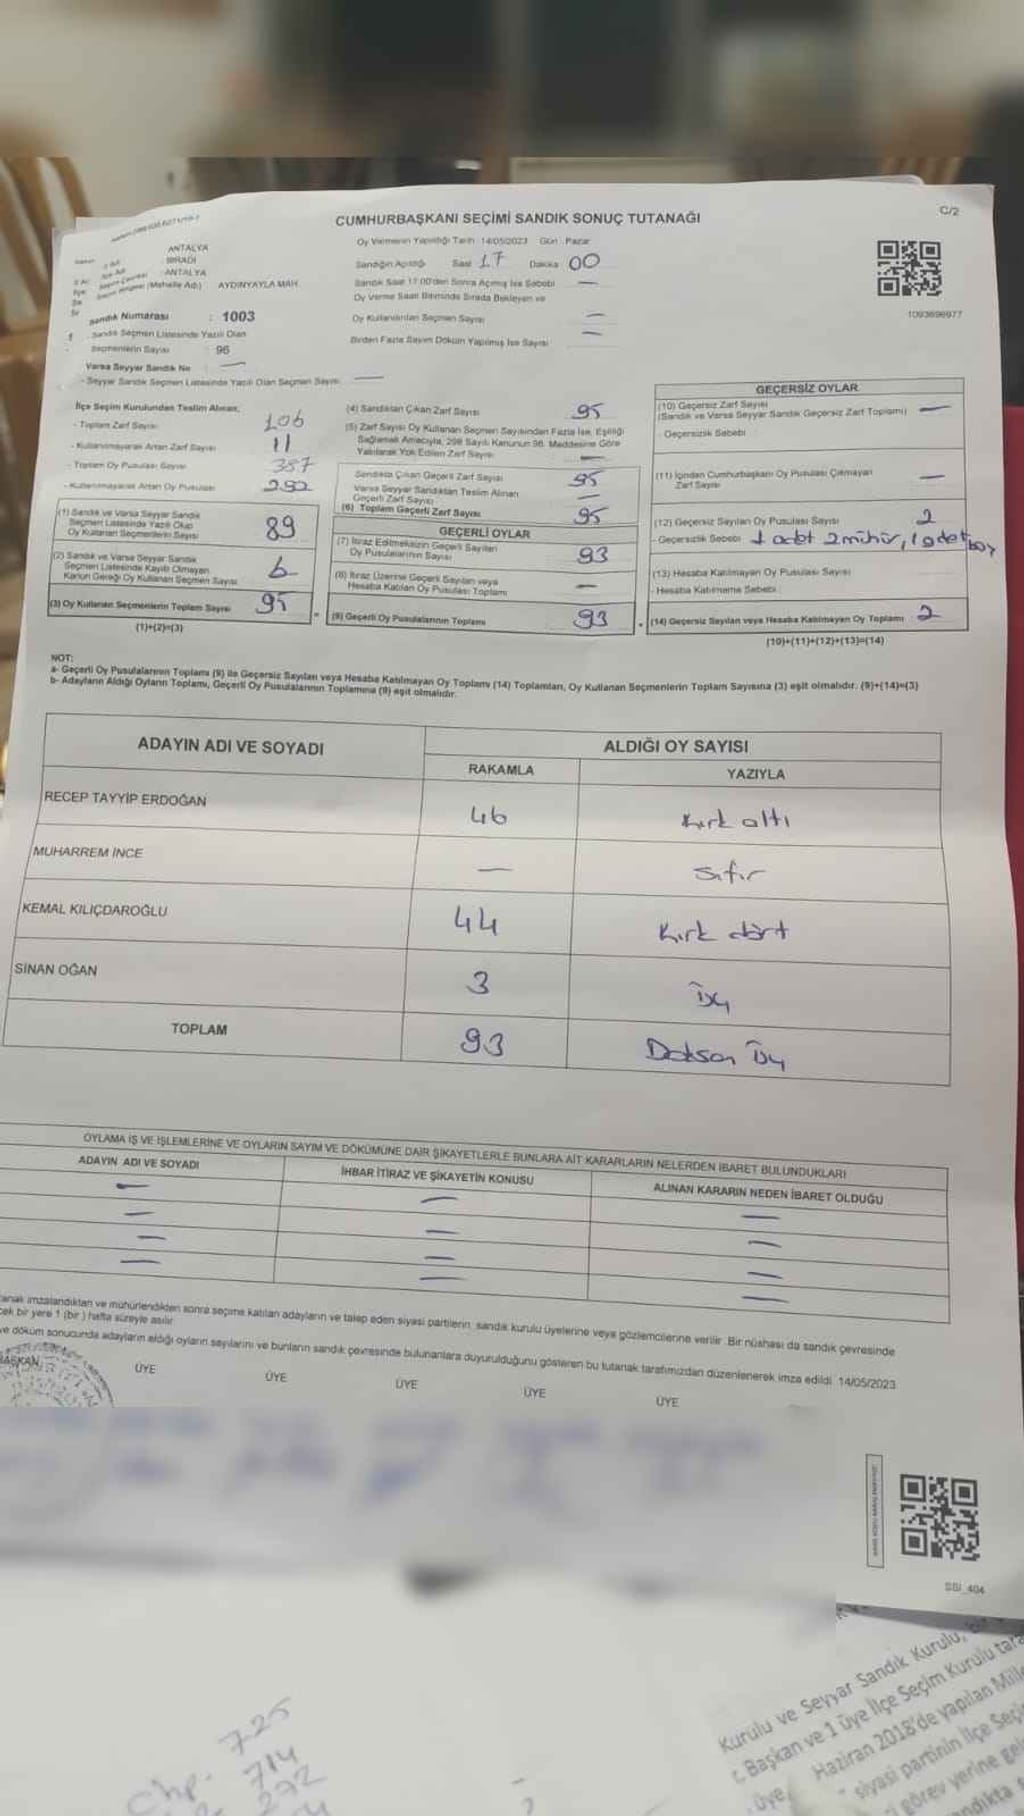 CUMHURBAŞKANI SEÇİMİ SANDIK SONUÇ TUTANAĞI
C/2
Oy Vermenin Yapıldığı Tarih 14/05/2023 Gün Pazar
ANTALYA
İBRADI
ANTALYA
(Mahalle Adı) AYDINYAYLA MAH.
Sandığın Açıldığı Saat 17 Dakika 00
Sandık Saat 17:00'den Sonra Açılmış İse Sebebi —
Oy Verme Saati Bitiminde Sırada Bekleyen ve
Oy Kullandırılan Seçmen Sayısı —
Birden Fazla Sayım Döküm Yapılmış İse Sayısı —
1093696977
Sandık Numarası : 1003
Sandık Seçmen Listesinde Yazılı Olan
Seçmenlerin Sayısı 96
Varsa Seyyar Sandık No —
- Seyyar Sandık Seçmen Listesinde Yazılı Olan Seçmen Sayısı —
İlçe Seçim Kurulundan Teslim Alınan;
- Toplam Zarf Sayısı 106
- Kullanılmayarak Artan Zarf Sayısı 11
- Toplam Oy Pusulası Sayısı 387
- Kullanılmayarak Artan Oy Pusulası 292
(1) Sandık ve Varsa Seyyar Sandık
Seçmen Listesinde Yazılı Olup
Oy Kullanan Seçmenlerin Sayısı 89
(2) Sandık ve Varsa Seyyar Sandık
Seçmen Listesinde Kayıtlı Olmayan
Kanun Gereği Oy Kullanan Seçmen Sayısı 6
(3) Oy Kullanan Seçmenlerin Toplam Sayısı 95
(1)+(2)=(3)
(4) Sandıktan Çıkan Zarf Sayısı 95
(5) Zarf Sayısı Oy Kullanan Seçmen Sayısından Fazla İse, Eşitliği
Sağlamak Amacıyla, 298 Sayılı Kanunun 98. Maddesine Göre
Yakılarak Yok Edilen Zarf Sayısı —
Sandıkta Çıkan Geçerli Zarf Sayısı 95
Varsa Seyyar Sandıktan Teslim Alınan
Geçerli Zarf Sayısı —
(6) Toplam Geçerli Zarf Sayısı 95
GEÇERLİ OYLAR
(7) İtiraz Edilmeksizin Geçerli Sayılan
Oy Pusulalarının Sayısı 93
(8) İtiraz Üzerine Geçerli Sayılan veya
Hesaba Katılan Oy Pusulası Toplamı —
(9) Geçerli Oy Pusulalarının Toplamı 93
GEÇERSİZ OYLAR
(10) Geçersiz Zarf Sayısı
(Sandık ve Varsa Seyyar Sandık Geçersiz Zarf Toplamı) —
- Geçersizlik Sebebi
(11) İçinden Cumhurbaşkanı Oy Pusulası Çıkmayan
Zarf Sayısı —
(12) Geçersiz Sayılan Oy Pusulası Sayısı 2
- Geçersizlik Sebebi 1 adet 2 mühür, 1 adet boş
(13) Hesaba Katılmayan Oy Pusulası Sayısı
- Hesaba Katılmama Sebebi
(14) Geçersiz Sayılan veya Hesaba Katılmayan Oy Toplamı 2
(10)+(11)+(12)+(13)=(14)
NOT:
a- Geçerli Oy Pusulalarının Toplamı (9) ile Geçersiz Sayılan veya Hesaba Katılmayan Oy Toplamı (14) Toplamları, Oy Kullanan Seçmenlerin Toplam Sayısına (3) eşit olmalıdır. (9)+(14)=(3)
b- Adayların Aldığı Oyların Toplamı, Geçerli Oy Pusulalarının Toplamına (9) eşit olmalıdır.
ADAYIN ADI VE SOYADI
ALDIĞI OY SAYISI
RAKAMLA YAZIYLA
RECEP TAYYİP ERDOĞAN 46 Kırk altı
MUHARREM İNCE — sıfır
KEMAL KILIÇDAROĞLU 44 Kırk dört
SİNAN OĞAN 3 üç
TOPLAM 93 Doksan üç
OYLAMA İŞ VE İŞLEMLERİNE VE OYLARIN SAYIM VE DÖKÜMÜNE DAİR ŞİKAYETLERLE BUNLARA AİT KARARLARIN NELERDEN İBARET BULUNDUKLARI
ADAYIN ADI VE SOYADI İHBAR İTİRAZ VE ŞİKAYETİN KONUSU ALINAN KARARIN NEDEN İBARET OLDUĞU
— — —
— — —
— — —
— — —
imzalandıktan ve mühürlendikten sonra seçime katılan adayların ve talep eden siyasi partilerin, sandık kurulu üyelerine veya gözlemcilerine verilir. Bir nüshası da sandık çevresinde
bir yere 1 (bir) hafta süreyle asılır
ve döküm sonucunda adayların aldığı oyların sayılarını ve bunların sandık çevresinde bulunanlara duyurulduğunu gösteren bu tutanak tarafımızdan düzenlenerek imza edildi. 14/05/2023
BAŞKAN ÜYE ÜYE ÜYE ÜYE ÜYE
SSI_404
725
chp- 714
272
Kurulu ve Seyyar Sandık Kurulu,
Başkan ve 1 üye İlçe Seçim Kurulu
üye Haziran 2018'de yapılan
siyasi partinin İlçe
görev yerine